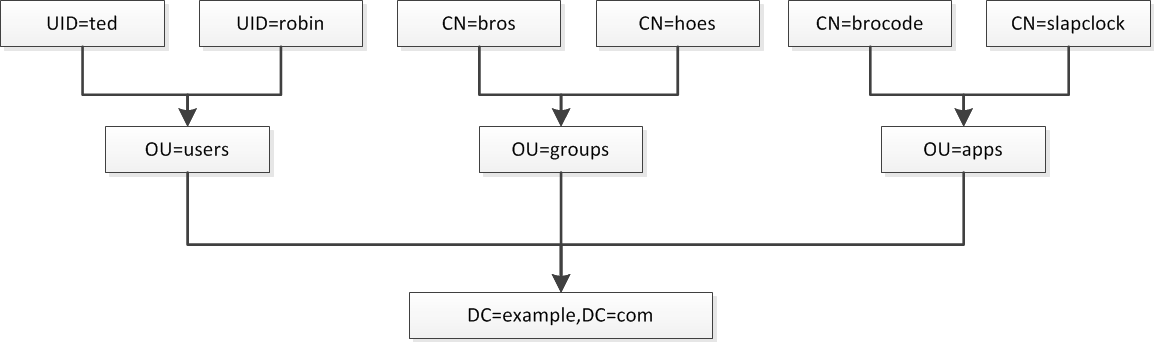 UID=ted
UID=robin
CN=bros
CN=hoes
CN=brocode
CN=slapclock
OU=users
OU=groups
OU=apps
DC=example,DC=com